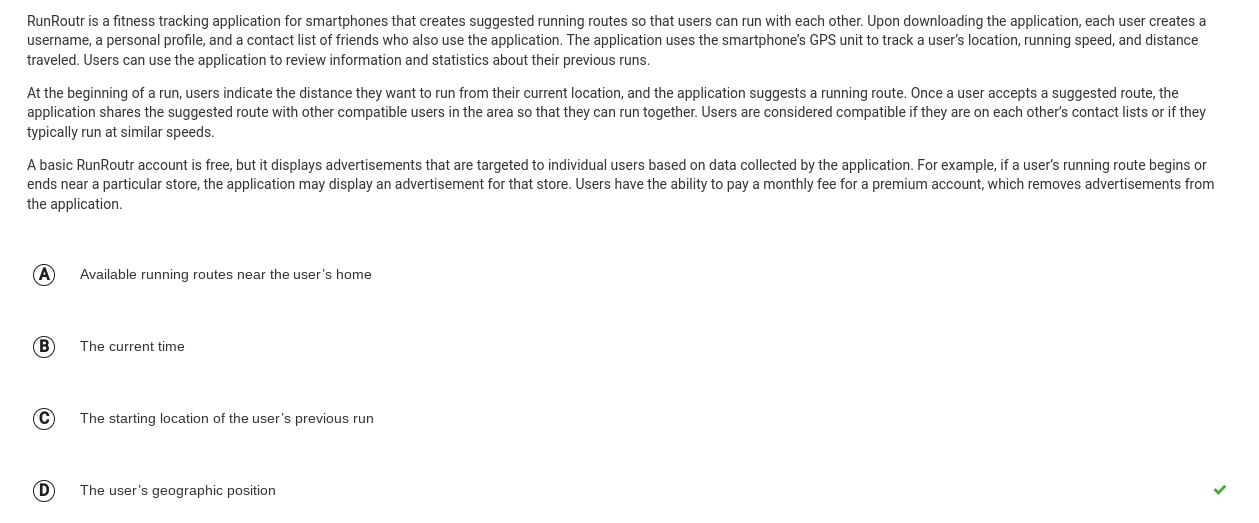 RunRoutr is a fitness tracking application for smartphones that creates suggested running routes so that users can run with each other. Upon downloading the application, each user creates a
username, a personal profile, and a contact list of friends who also use the application. The application uses the smartphone’s GPS unit to track a user’s location, running speed, and distance
traveled. Users can use the application to review information and statistics about their previous runs.
At the beginning of a run, users indicate the distance they want to run from their current location, and the application suggests a running route. Once a user accepts a suggested route, the
application shares the suggested route with other compatible users in the area so that they can run together. Users are considered compatible if they are on each other’s contact lists or if they
typically run at similar speeds.
A basic RunRoutr account is free, but it displays advertisements that are targeted to individual users based on data collected by the application. For example, if a user’s running route begins or
ends near a particular store, the application may display an advertisement for that store. Users have the ability to pay a monthly fee for a premium account, which removes advertisements from
the application.
A Available running routes near the user’s home
B The current time
C The starting location of the user’s previous run
D The user’s geographic position